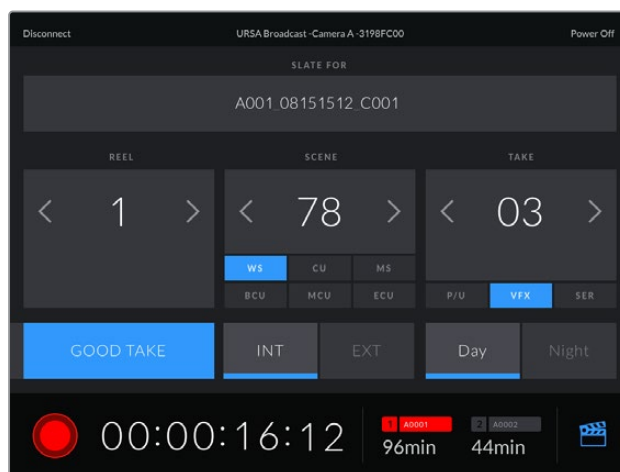 Disconnect URSA Broadcast -Camera A -3198FC00 Power Off
SLATE FOR
A001_08151512_C001
REEL SCENE TAKE
1 78 03
WS CU MS
BCU MCU ECU P/U VFX SER
GOOD TAKE INT EXT Day Night
1 A0001 2 A0002
00:00:16:12 96min 44min